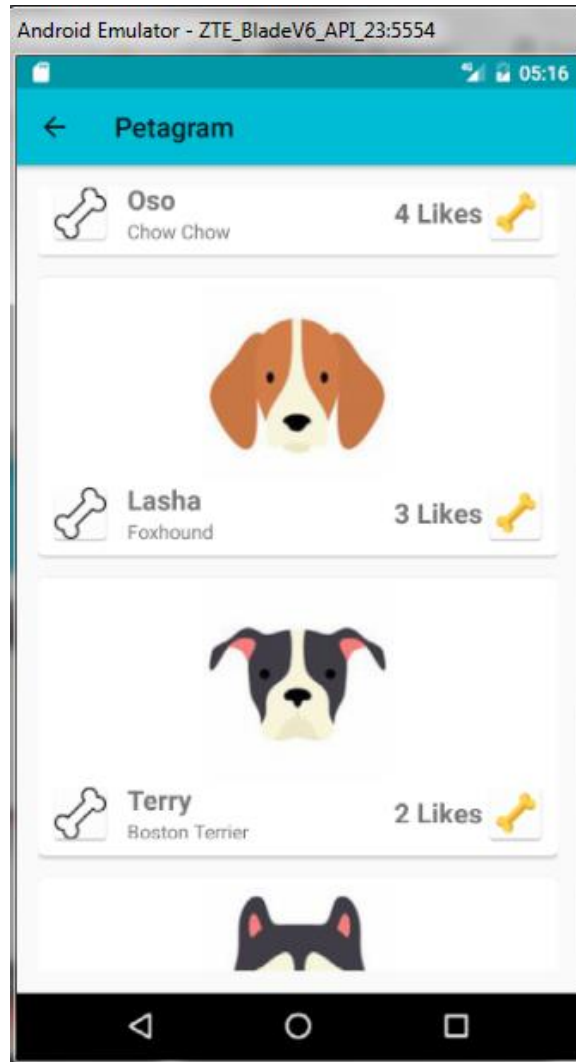 Android Emulator - ZTE_BladeV6_API_23:5554
4G 05:16
Petagram
Oso
Chow Chow
4 Likes
Lasha
Foxhound
3 Likes
Terry
Boston Terrier
2 Likes